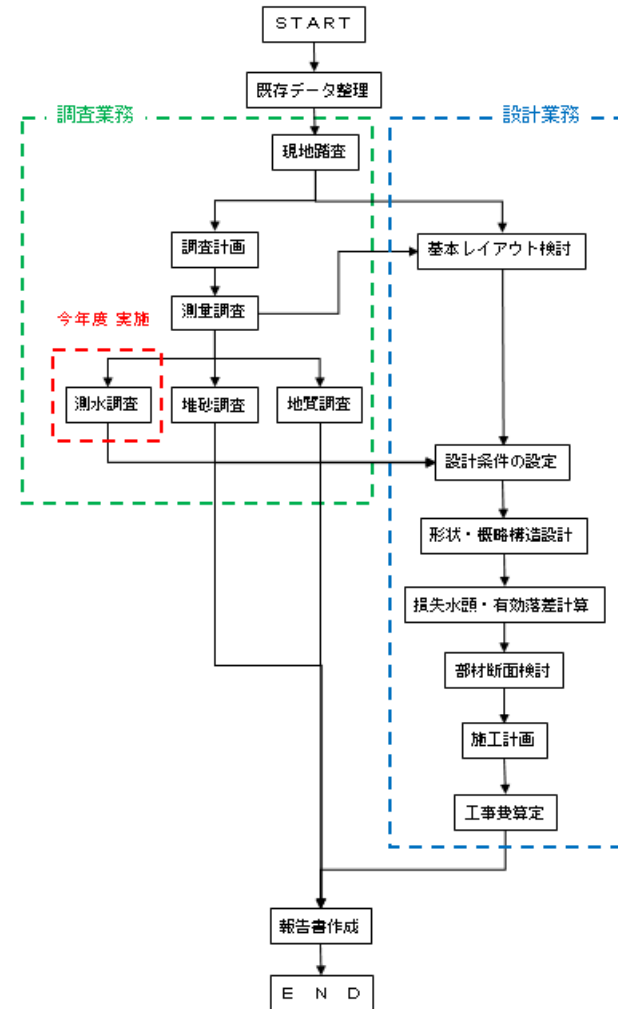 ＳＴＡＲＴ
既存データ整理
調査業務
設計業務
現地踏査
調査計画
基本レイアウト検討
測量調査
今年度 実施
測水調査
堆砂調査
地質調査
設計条件の設定
形状・概略構造設計
損失水頭・有効落差計算
部材断面検討
施工計画
工事費算定
報告書作成
Ｅ Ｎ Ｄ